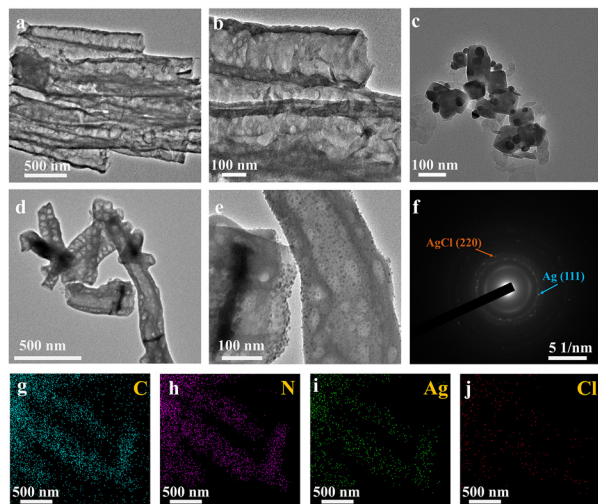 a
500 nm
b
100 nm
c
100 nm
d
500 nm
e
100 nm
f
AgCl (220)
Ag (111)
5 1/nm
g
C
500 nm
h
N
500 nm
i
Ag
500 nm
j
Cl
500 nm